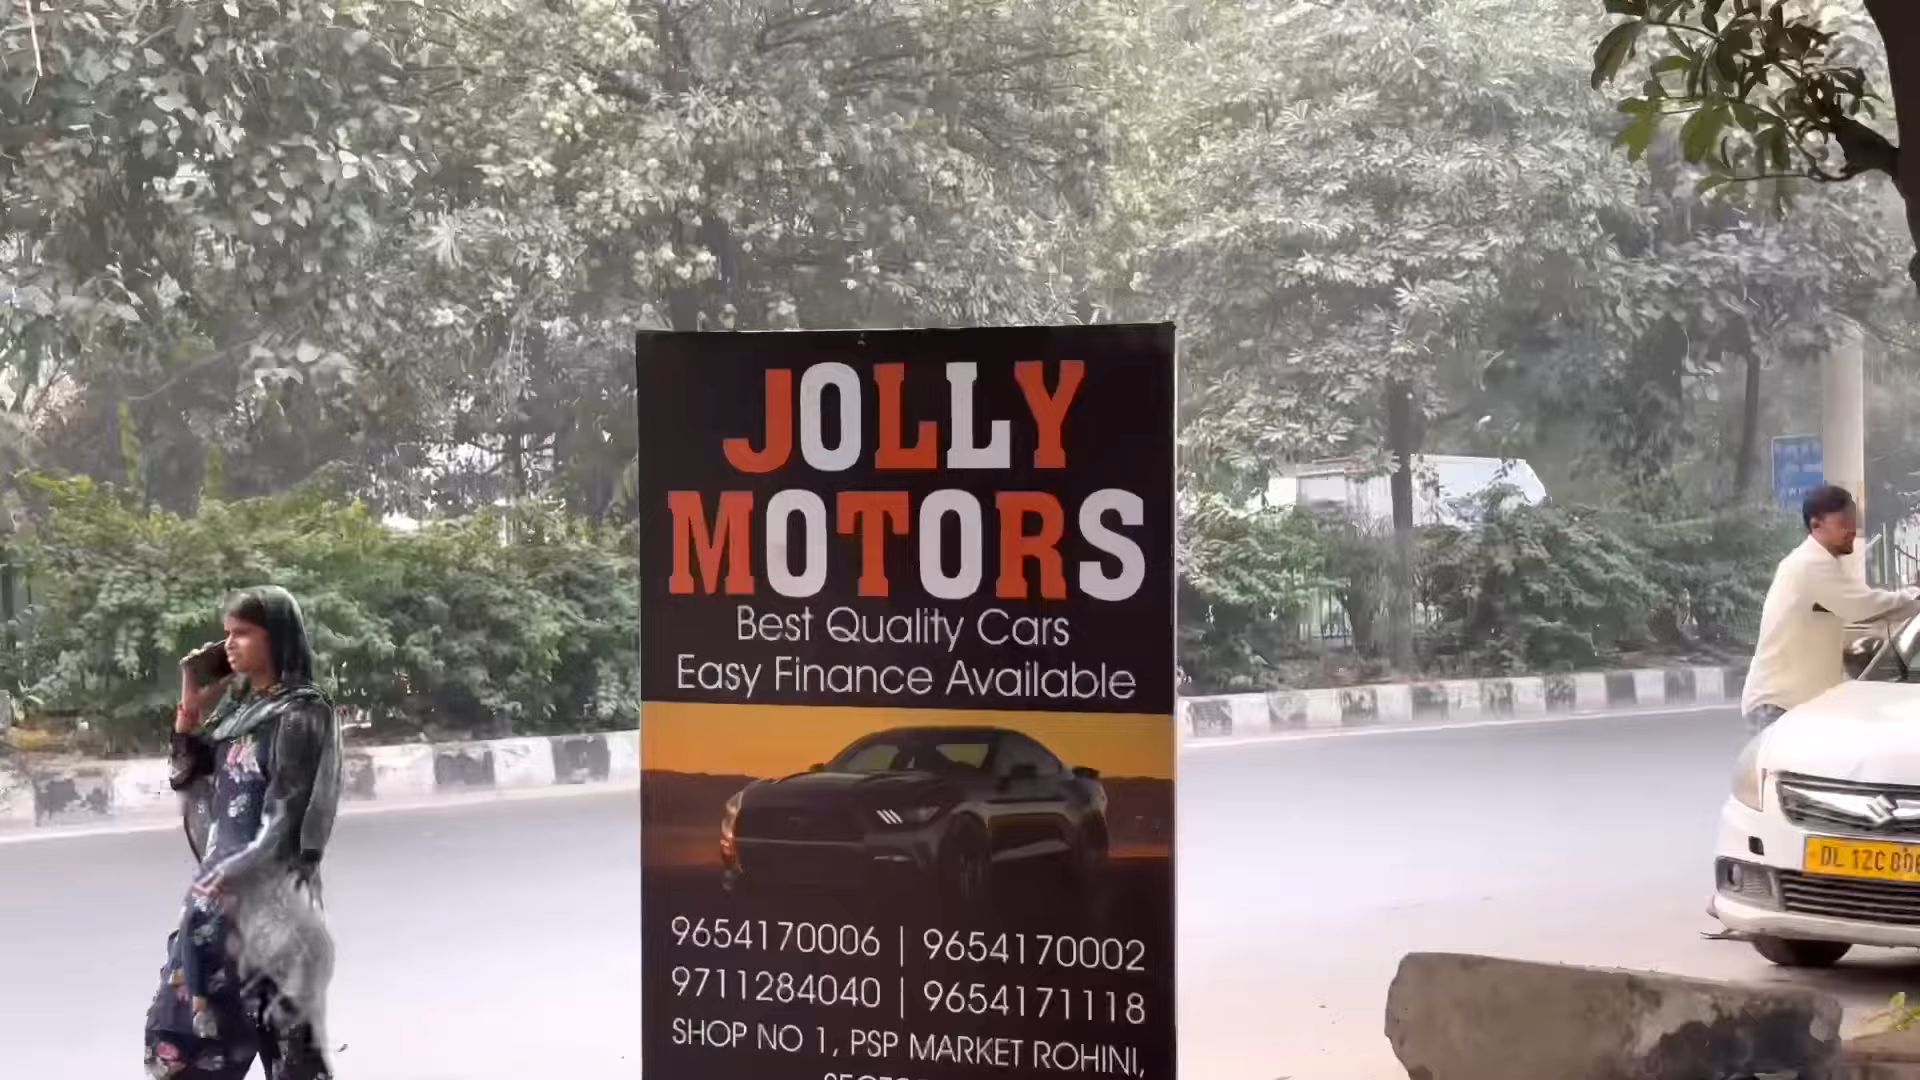 JOLLY
MOTORS
Best Quality Cars
Easy Finance Available
9654170006 | 9654170002
9711284040 | 9654171118
SHOP NO 1, PSP MARKET ROHINI,
DL 12C